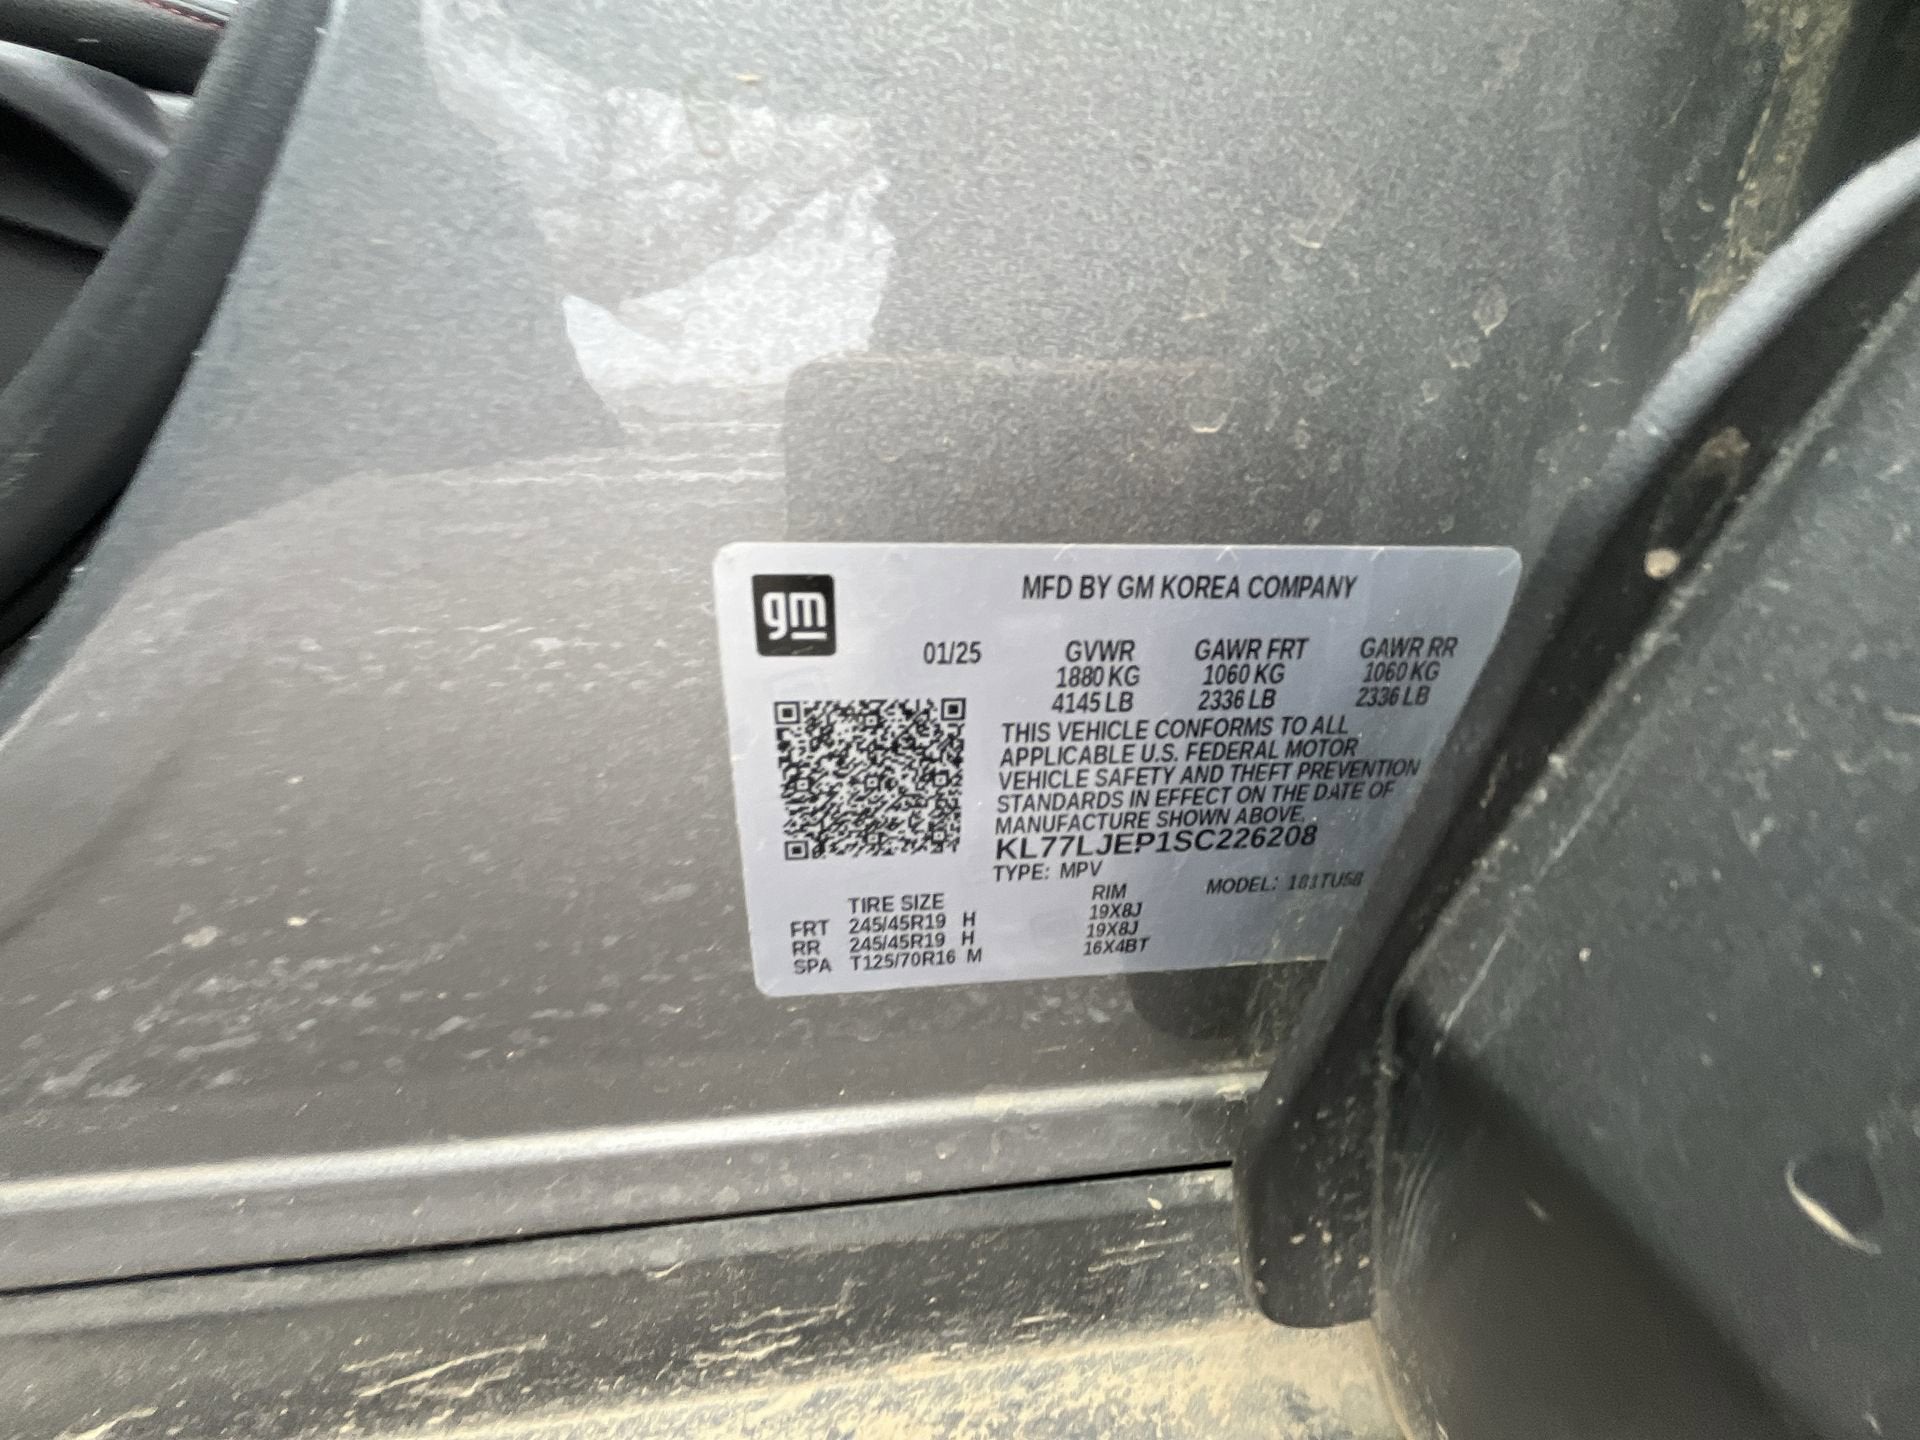 gm
MFD BY GM KOREA COMPANY
01/25 GVWR GAWR FRT GAWR RR
1880 KG 1060 KG 1060 KG
4145 LB 2336 LB 2336 LB
THIS VEHICLE CONFORMS TO ALL
APPLICABLE U.S. FEDERAL MOTOR
VEHICLE SAFETY AND THEFT PREVENTION
STANDARDS IN EFFECT ON THE DATE OF
MANUFACTURE SHOWN ABOVE.
KL77LJEP1SC226208
TYPE: MPV MODEL: 1TU58
TIRE SIZE RIM
FRT 245/45R19 H 19X8J
RR 245/45R19 H 19X8J
SPA T125/70R16 M 16X4BT